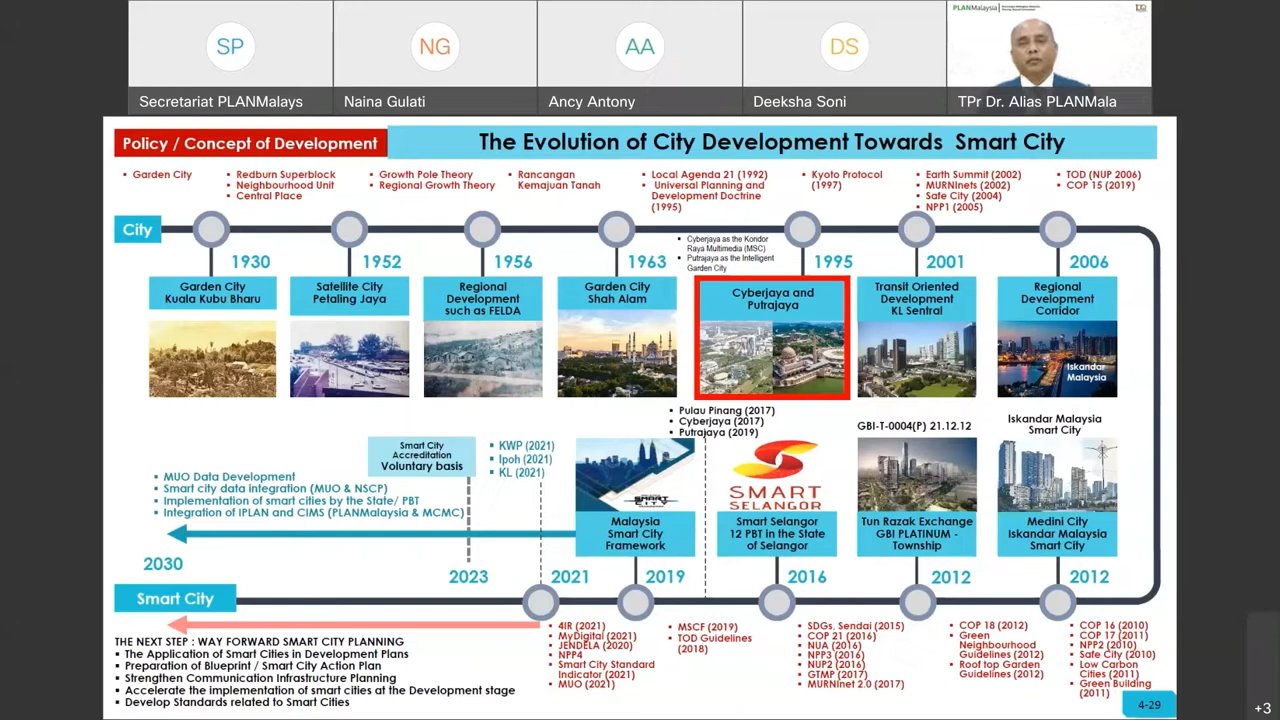 SP
NG
AA
DS
PLANMalaysia
Secretariat PLANMalays
Naina Gulati
Ancy Antony
Deeksha Soni
TPr Dr. Alias PLANMala
Policy / Concept of Development
The Evolution of City Development Towards Smart City
▪ Garden City
▪ Redburn Superblock
▪ Neighbourhood Unit
▪ Central Place
▪ Growth Pole Theory
▪ Regional Growth Theory
▪ Rancangan
Kemajuan Tanah
▪ Local Agenda 21 (1992)
▪ Universal Planning and
Development Doctrine
(1995)
▪ Kyoto Protocol
(1997)
▪ Earth Summit (2002)
▪ MURNInets (2002)
▪ Safe City (2004)
▪ NPP1 (2005)
▪ TOD (NUP 2006)
▪ COP 15 (2019)
City
▪ Cyberjaya as the Kondor
Raya Multimedia (MSC)
▪ Putrajaya as the Intelligent
Garden City
1930
1952
1956
1963
1995
2001
2006
Garden City
Kuala Kubu Bharu
Satellite City
Petaling Jaya
Regional
Development
such as FELDA
Garden City
Shah Alam
Cyberjaya and
Putrajaya
Transit Oriented
Development
KL Sentral
Regional
Development
Corridor
Iskandar
Malaysia
▪ Pulau Pinang (2017)
▪ Cyberjaya (2017)
▪ Putrajaya (2019)
GBI-T-0004(P) 21.12.12
Iskandar Malaysia
Smart City
Smart City
Accreditation
Voluntary basis
▪ KWP (2021)
▪ Ipoh (2021)
▪ KL (2021)
▪ MUO Data Development
▪ Smart city data integration (MUO & NSCP)
▪ Implementation of smart cities by the State/ PBT
▪ Integration of IPLAN and CIMS (PLANMalaysia & MCMC)
SMART CITY
SMART
SELANGOR
Malaysia
Smart City
Framework
Smart Selangor
12 PBT in the State
of Selangor
Tun Razak Exchange
GBI PLATINUM -
Township
Medini City
Iskandar Malaysia
Smart City
2030
2023
2021
2019
2016
2012
2012
Smart City
THE NEXT STEP : WAY FORWARD SMART CITY PLANNING
▪ The Application of Smart Cities in Development Plans
▪ Preparation of Blueprint / Smart City Action Plan
▪ Strengthen Communication Infrastructure Planning
▪ Accelerate the implementation of smart cities at the Development stage
▪ Develop Standards related to Smart Cities
▪ 4IR (2021)
▪ MyDigital (2021)
▪ JENDELA (2020)
▪ NPP4
▪ Smart City Standard
Indicator (2021)
▪ MUO (2021)
▪ MSCF (2019)
▪ TOD Guidelines
(2018)
▪ SDGs, Sendai (2015)
▪ COP 21 (2016)
▪ NUA (2016)
▪ NPP3 (2016)
▪ NUP2 (2016)
▪ GTMP (2017)
▪ MURNInet 2.0 (2017)
▪ COP 18 (2012)
▪ Green
Neighbourhood
Guidelines (2012)
▪ Roof top Garden
Guidelines (2012)
▪ COP 16 (2010)
▪ COP 17 (2011)
▪ NPP2 (2010)
▪ Safe City (2010)
▪ Low Carbon
Cities (2011)
▪ Green Building
(2011)
4-29
+3